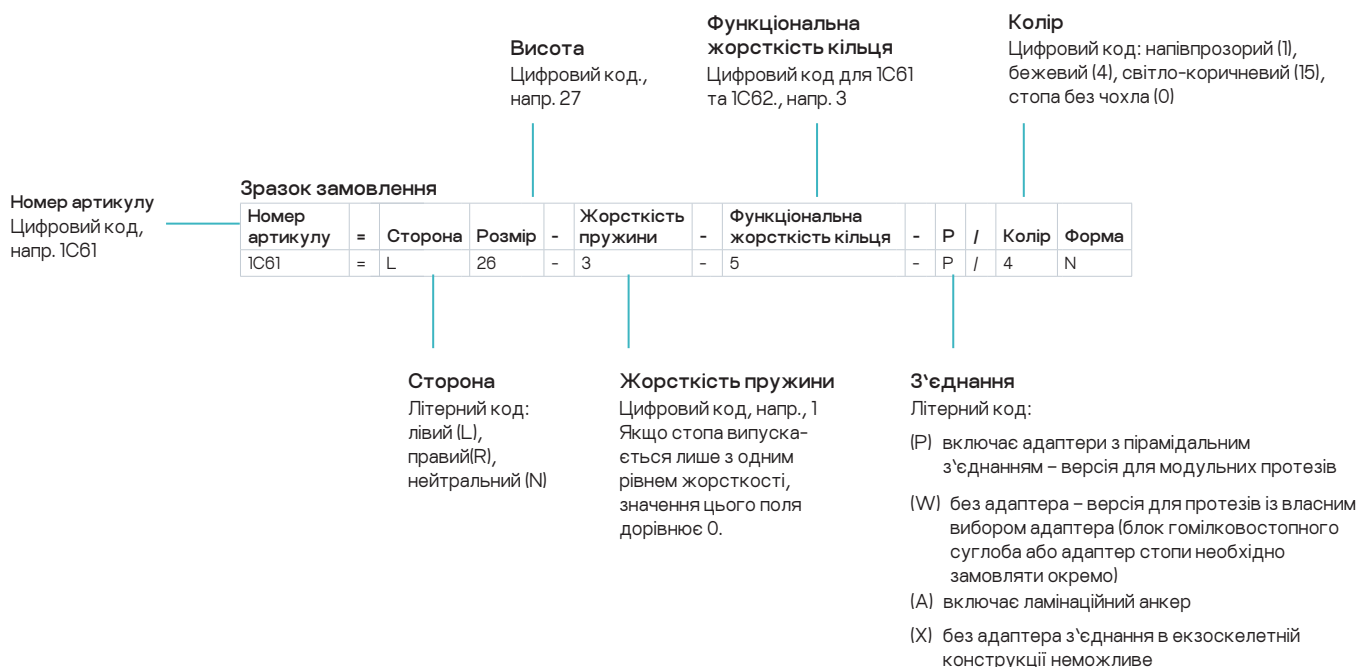 Висота
Цифровий код.,
напр. 27
Функціональна
жорсткість кільця
Цифровий код для 1C61
та 1C62., напр. 3
Колір
Цифровий код: напівпрозорий (1),
бежевий (4), світло-коричневий (15),
стопа без чохла (0)
Номер артикулу
Цифровий код,
напр. 1C61
Зразок замовлення
Номер артикулу = Сторона Розмір - Жорсткість пружини - Функціональна жорсткість кільця - P / Колір Форма
1C61 = L 26 - 3 - 5 - P / 4 N
Сторона
Літерний код:
лівий (L),
правий(R),
нейтральний (N)
Жорсткість пружини
Цифровий код, напр., 1
Якщо стопа випуска-
ється лише з одним
рівнем жорсткості,
значення цього поля
дорівнює 0.
З‘єднання
Літерний код:
(P) включає адаптери з пірамідальним
з‘єднанням – версія для модульних протезів
(W) без адаптера – версія для протезів із власним
вибором адаптера (блок гомілковостопного
суглоба або адаптер стопи необхідно
замовляти окремо)
(A) включає ламінаційний анкер
(X) без адаптера з‘єднання в екзоскелетній
конструкції неможливе